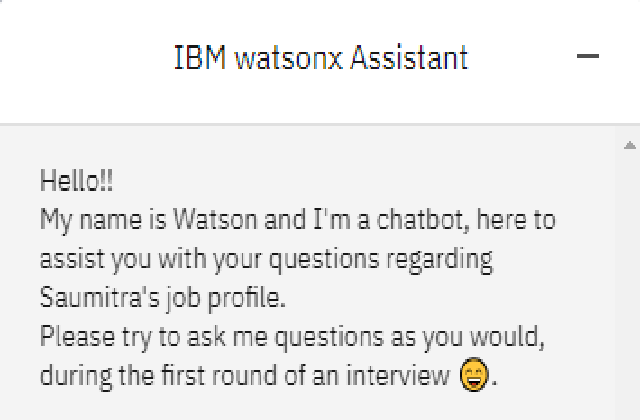 IBM watsonx Assistant
Hello!!
My name is Watson and I'm a chatbot, here to
assist you with your questions regarding
Saumitra's job profile.
Please try to ask me questions as you would,
during the first round of an interview 😄.